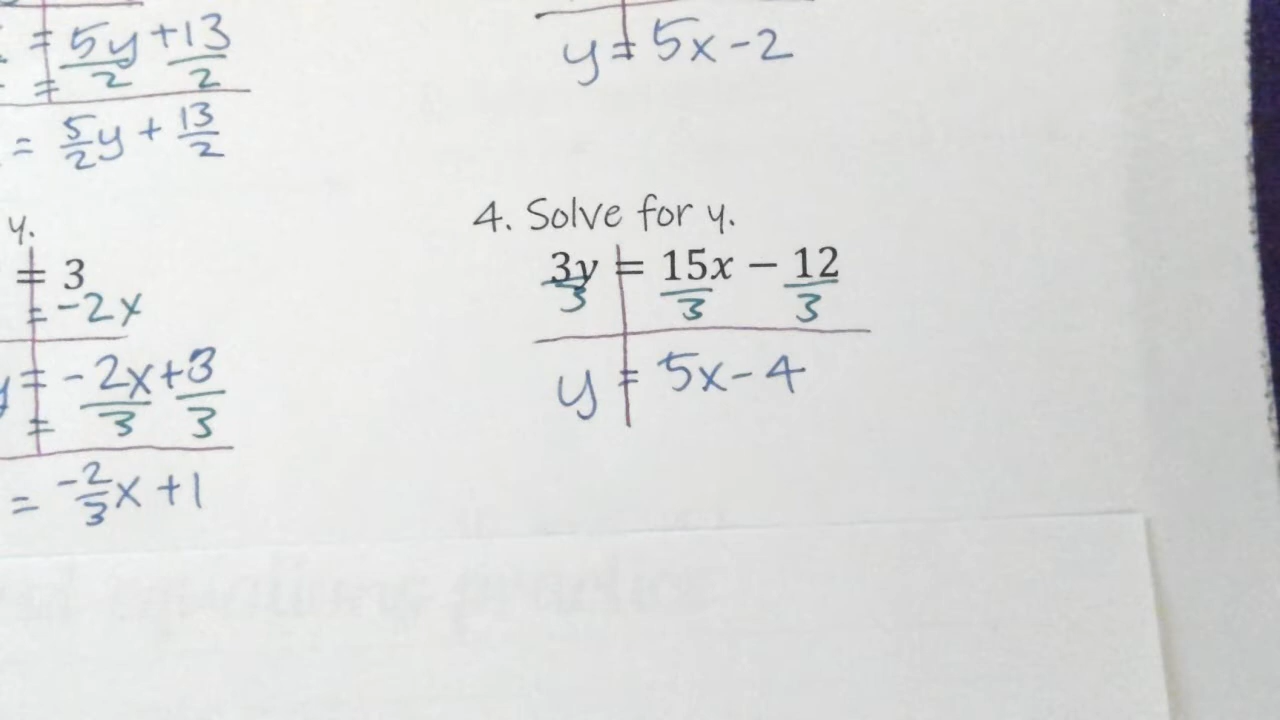 = 5y + 13
2 2
= 5/2 y + 13/2
y = 5x - 2
y.
= 3
= -2x
y = -2x + 3
= 3 3
= -2/3 x + 1
4. Solve for y.
3y = 15x − 12
3 3 3
y = 5x - 4